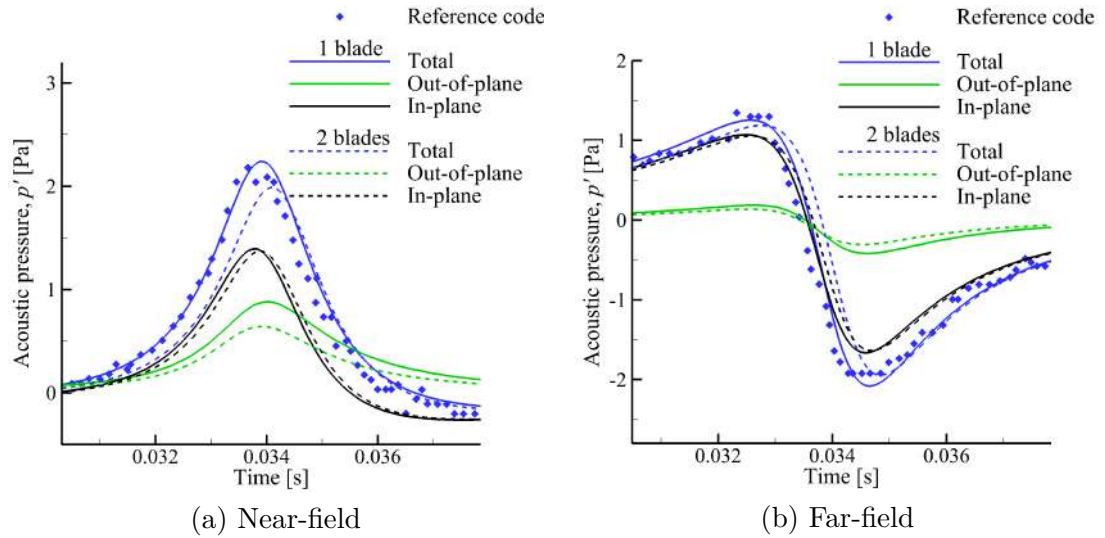 Reference code
1 blade
Total
Out-of-plane
In-plane
2 blades
Total
Out-of-plane
In-plane
Acoustic pressure, p′ [Pa]
3
2
1
0
0.032
0.034
0.036
Time [s]
(a) Near-field
Reference code
1 blade
Total
Out-of-plane
In-plane
2 blades
Total
Out-of-plane
In-plane
Acoustic pressure, p′ [Pa]
2
1
0
-1
-2
0.032
0.034
0.036
Time [s]
(b) Far-field